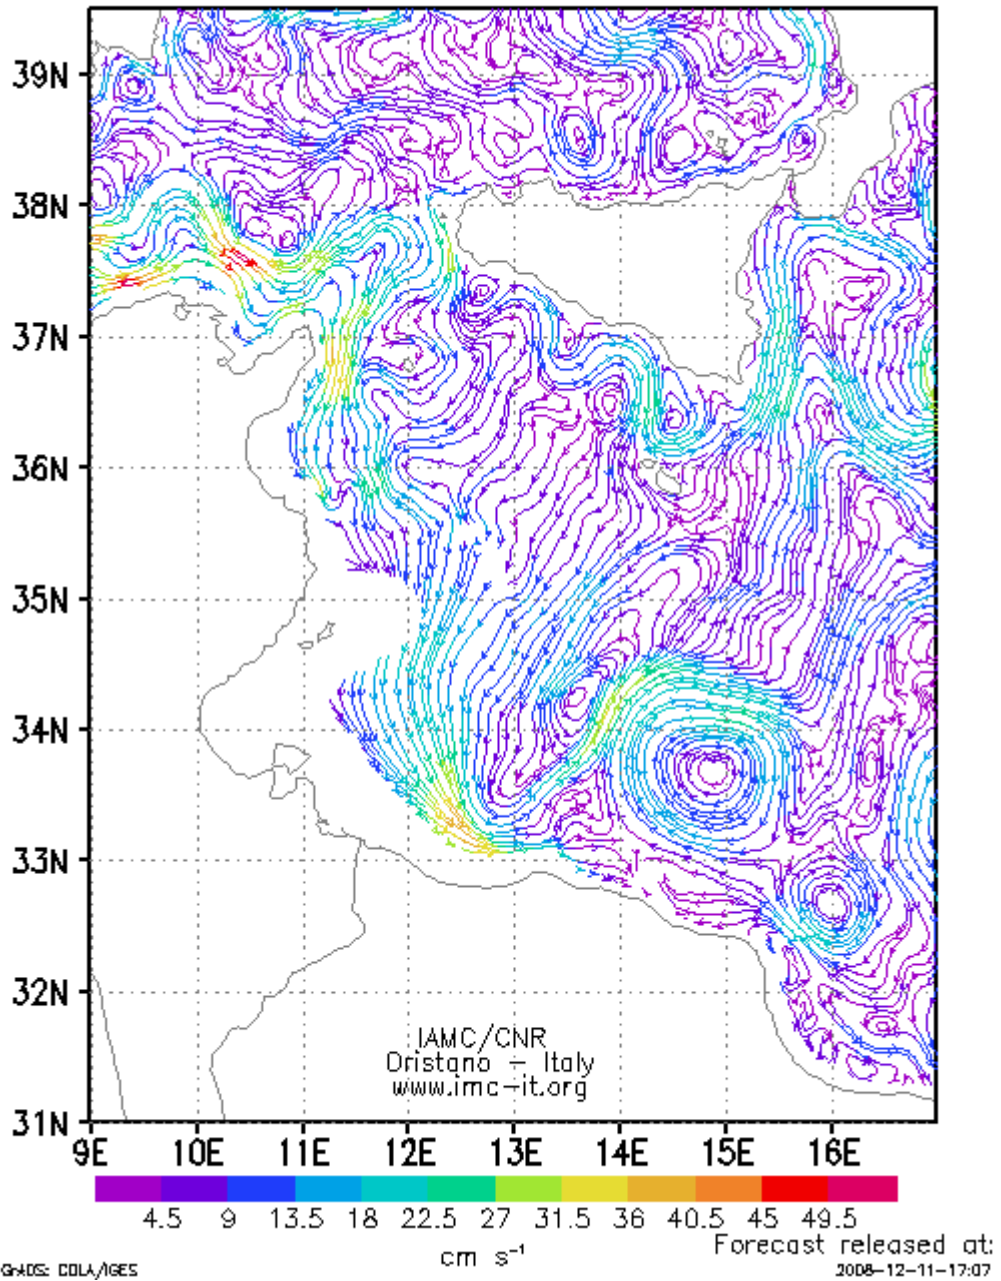 39N
38N
37N
36N
35N
34N
33N
32N
31N
IAMC/CNR
Oristano – Italy
www.imc-it.org
9E 10E 11E 12E 13E 14E 15E 16E
4.5 9 13.5 18 22.5 27 31.5 36 40.5 45 49.5
cm s⁻¹
Forecast released at:
GrADS: COLA/IGES
2008-12-11-17:07